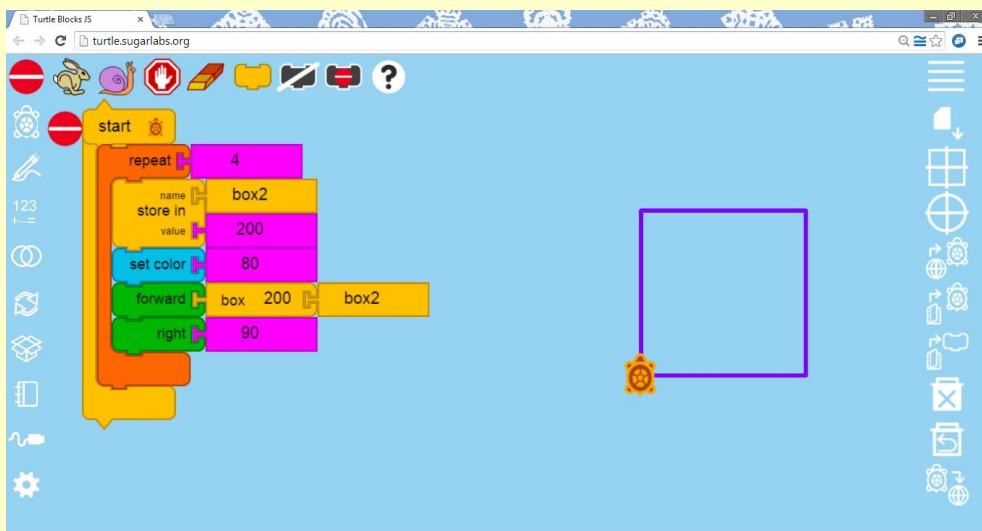 Turtle Blocks JS
turtle.sugarlabs.org
?
start
repeat 4
name box2
store in
value 200
set color 80
forward box 200 box2
right 90
123
+-=